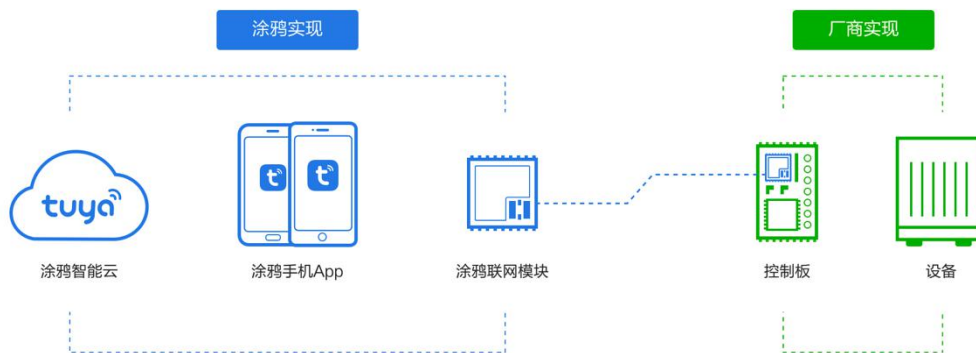 涂鸦实现
厂商实现
tuya
t
t
涂鸦智能云
涂鸦手机App
涂鸦联网模块
控制板
设备